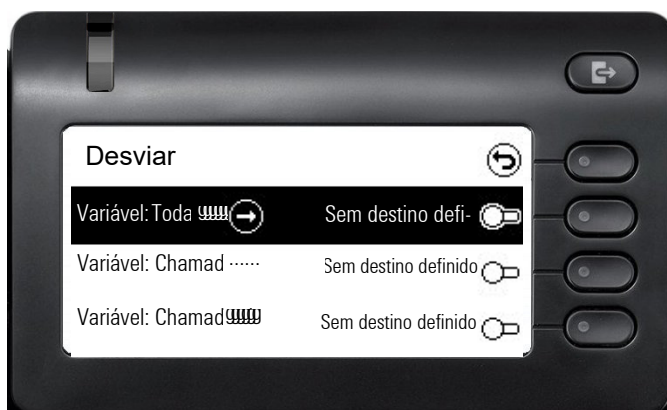 Desviar
Variável: Toda Sem destino defi-
Variável: Chamad ...... Sem destino definido
Variável: Chamad Sem destino definido